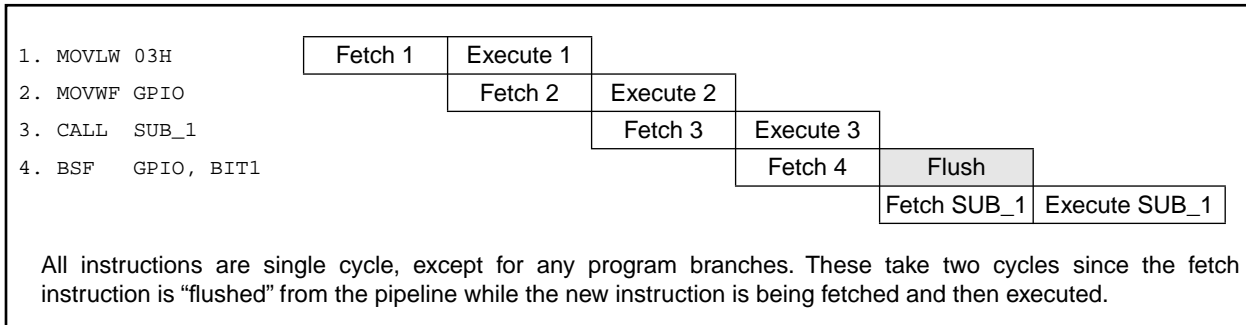 1. MOVLW 03H Fetch 1 Execute 1
2. MOVWF GPIO Fetch 2 Execute 2
3. CALL SUB_1 Fetch 3 Execute 3
4. BSF GPIO, BIT1 Fetch 4 Flush
Fetch SUB_1 Execute SUB_1
All instructions are single cycle, except for any program branches. These take two cycles since the fetch
instruction is “flushed” from the pipeline while the new instruction is being fetched and then executed.